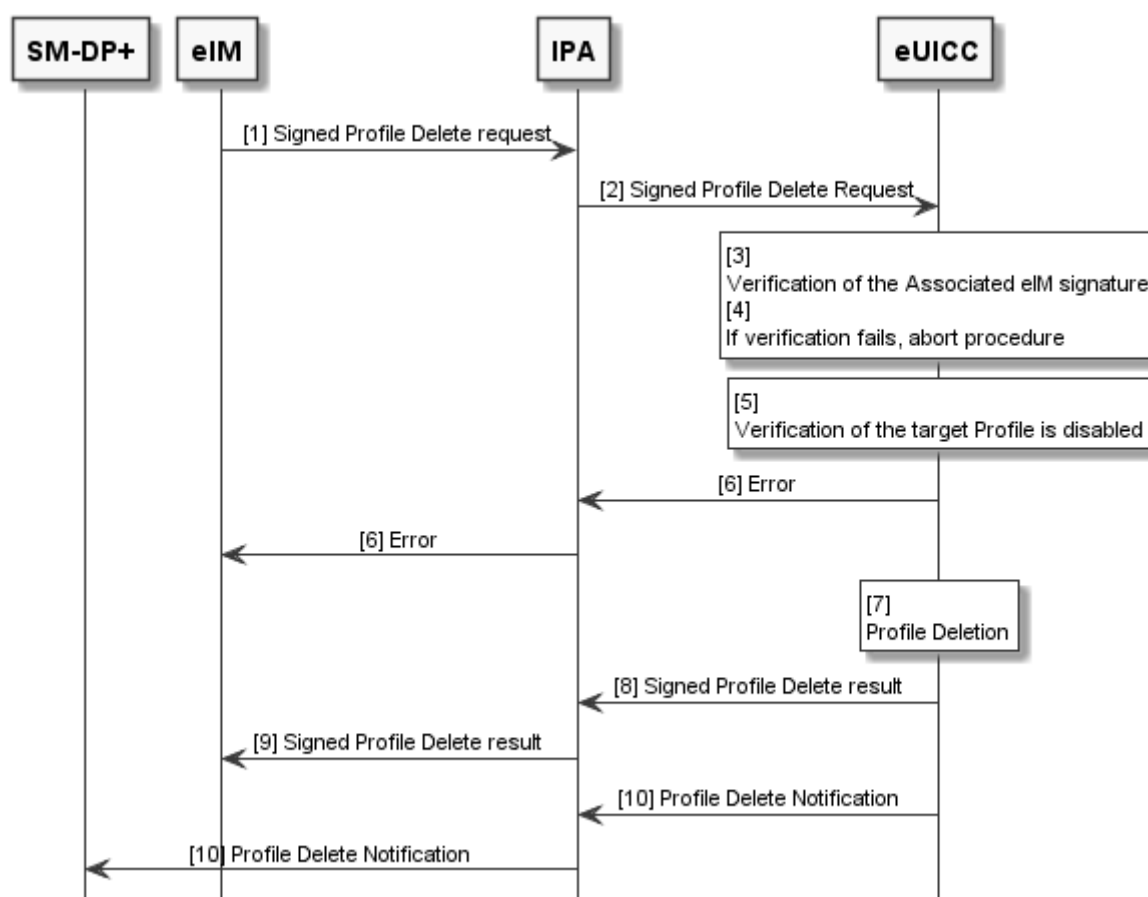 SM-DP+ eIM IPA eUICC
[1] Signed Profile Delete request
[2] Signed Profile Delete Request
[3]
Verification of the Associated eIM signature
[4]
If verification fails, abort procedure
[5]
Verification of the target Profile is disabled
[6] Error
[6] Error
[7]
Profile Deletion
[8] Signed Profile Delete result
[9] Signed Profile Delete result
[10] Profile Delete Notification
[10] Profile Delete Notification